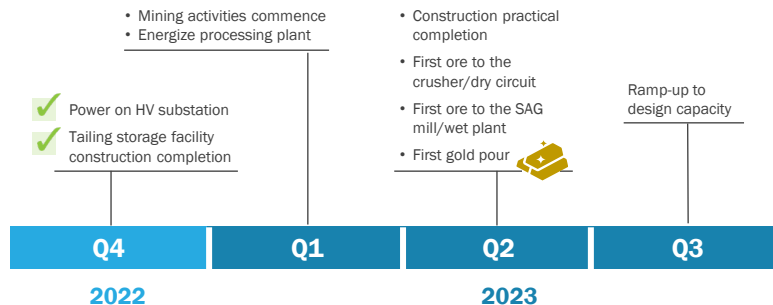 • Mining activities commence
• Energize processing plant
• Construction practical
completion
• First ore to the
crusher/dry circuit
• First ore to the SAG
mill/wet plant
• First gold pour
Ramp-up to
design capacity
Power on HV substation
Tailing storage facility
construction completion
Q4
Q1
Q2
Q3
2022
2023